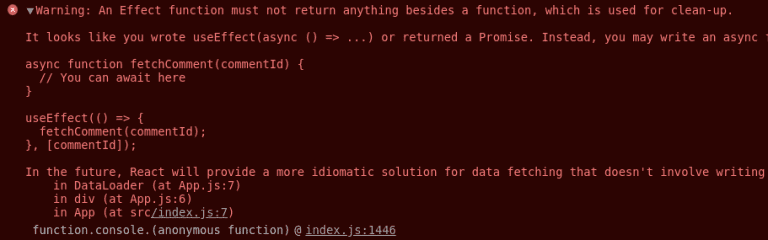 ▼Warning: An Effect function must not return anything besides a function, which is used for clean-up.
It looks like you wrote useEffect(async () => ...) or returned a Promise. Instead, you may write an async
async function fetchComment(commentId) {
  // You can await here
}
useEffect(() => {
  fetchComment(commentId);
}, [commentId]);
In the future, React will provide a more idiomatic solution for data fetching that doesn't involve writing
    in DataLoader (at App.js:7)
    in div (at App.js:6)
    in App (at src/index.js:7)
function.console.(anonymous function) @ index.js:1446